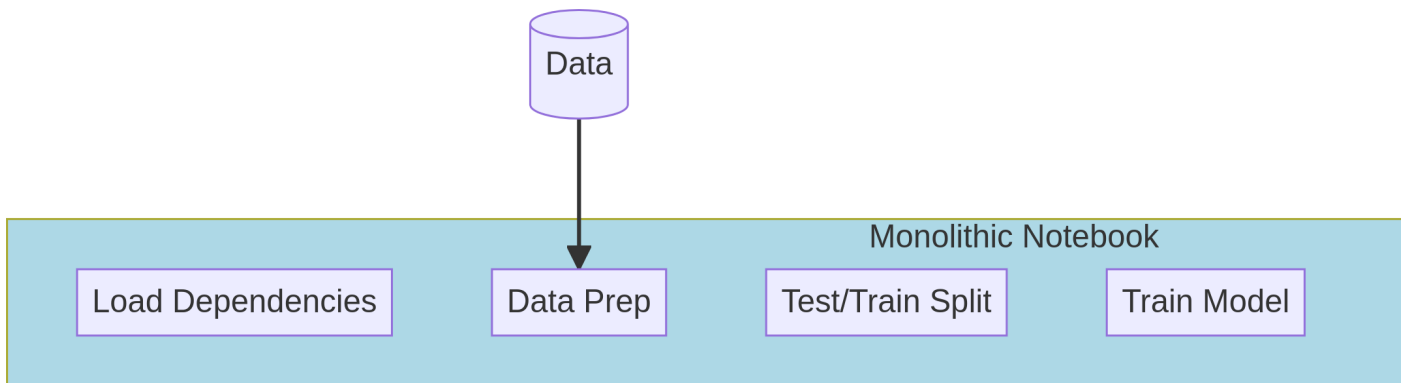 Data
Monolithic Notebook
Load Dependencies
Data Prep
Test/Train Split
Train Model